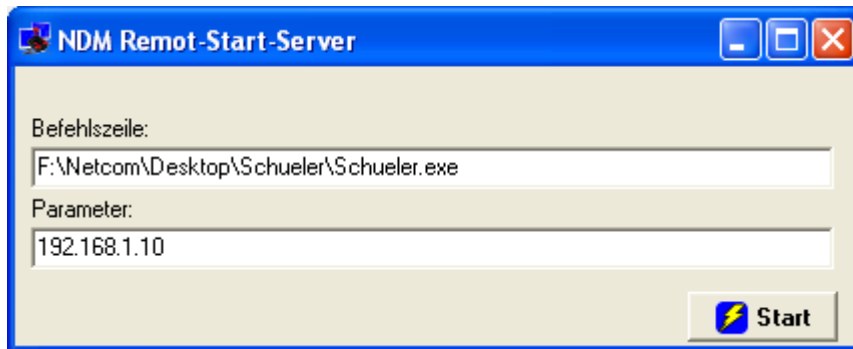 NDM Remot-Start-Server
Befehlszeile:
F:\Netcom\Desktop\Schueler\Schueler.exe
Parameter:
192.168.1.10
Start